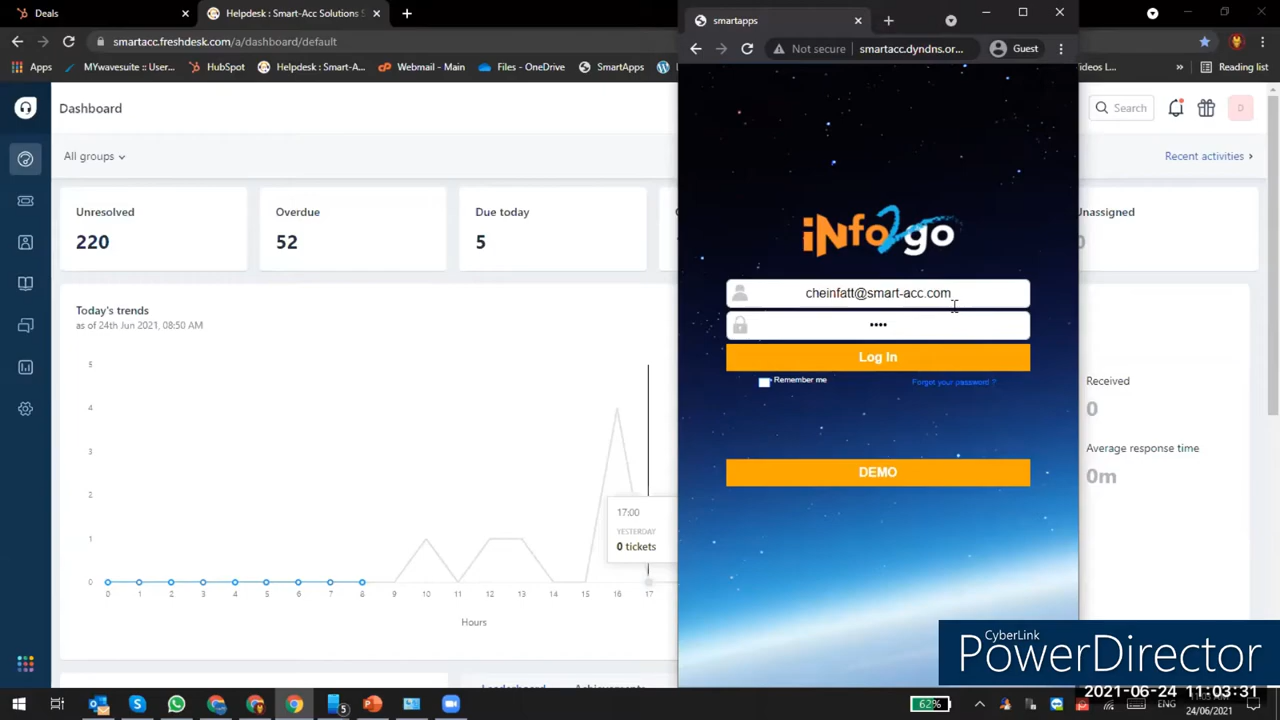 Deals
Helpdesk : Smart-Acc Solutions S
smartapps
smartacc.freshdesk.com/a/dashboard/default
Not secure
smartacc.dyndns.or...
Guest
Apps
MYwavesuite :: User...
HubSpot
Helpdesk : Smart-A...
Webmail - Main
Files - OneDrive
SmartApps
Reading list
Dashboard
Search
D
All groups
Recent activities
Unresolved
220
Overdue
52
Due today
5
Unassigned
Today's trends
as of 24th Jun 2021, 08:50 AM
5
4
3
2
1
0
0 1 2 3 4 5 6 7 8 9 10 11 12 13 14 15 16 17
Hours
17:00
YESTERDAY
0 tickets
Received
0
Average response time
0m
iNfo2go
cheinfatt@smart-acc.com
••••
Log In
Remember me
Forgot your password ?
DEMO
CyberLink
PowerDirector
2021-06-24 11:03:31
62%
ENG
24/06/2021